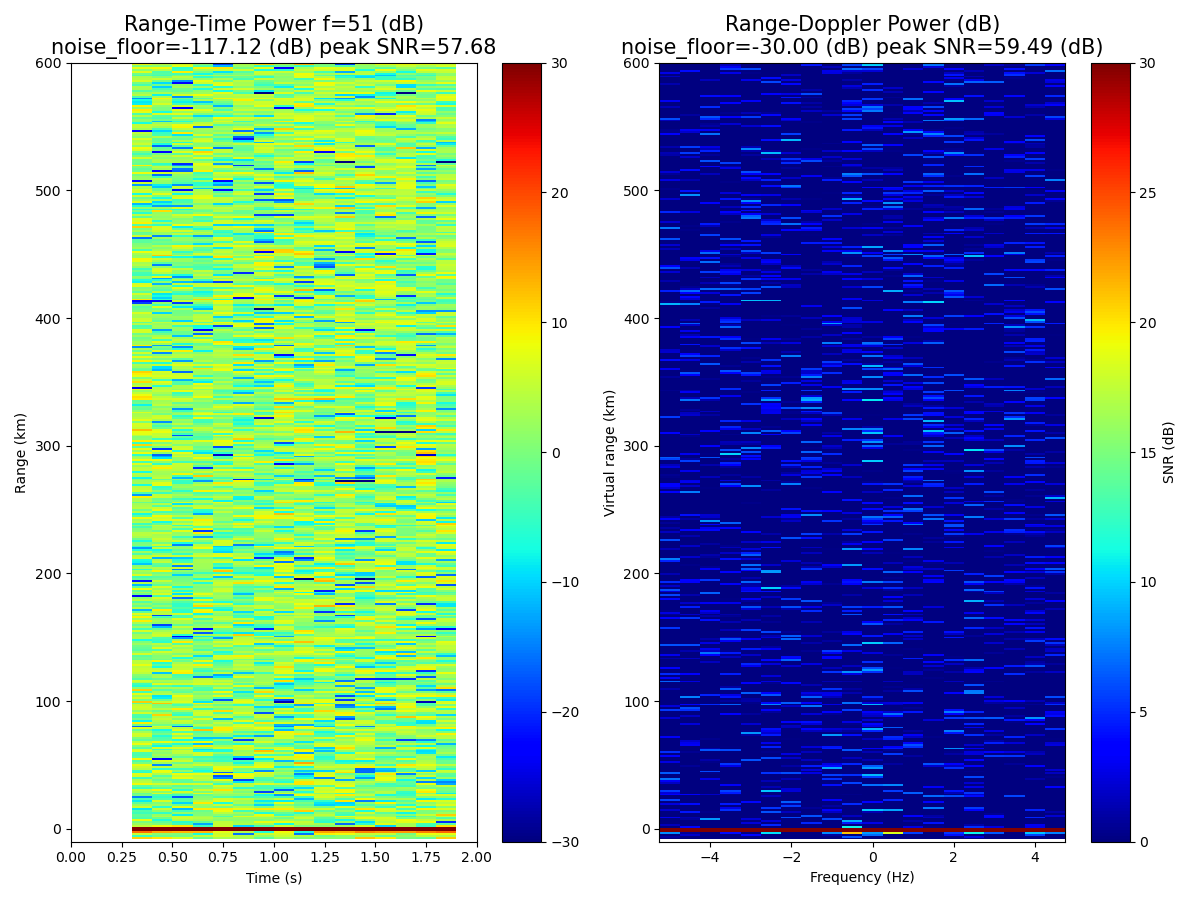 Range-Time Power f=51 (dB)
noise_floor=-117.12 (dB) peak SNR=57.68
600
500
400
300
200
100
0
Range (km)
0.00 0.25 0.50 0.75 1.00 1.25 1.50 1.75 2.00
Time (s)
30
20
10
0
−10
−20
−30
Range-Doppler Power (dB)
noise_floor=-30.00 (dB) peak SNR=59.49 (dB)
600
500
400
300
200
100
0
Virtual range (km)
−4 −2 0 2 4
Frequency (Hz)
30
25
20
15
10
5
0
SNR (dB)